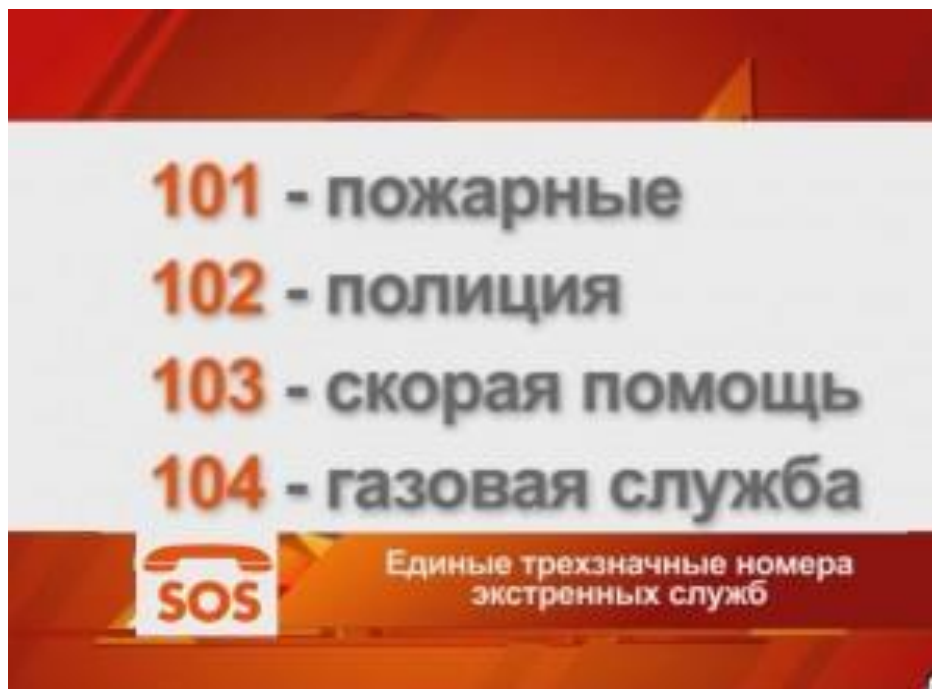 101 - пожарные
102 - полиция
103 - скорая помощь
104 - газовая служба
SOS
Единые трехзначные номера
экстренных служб